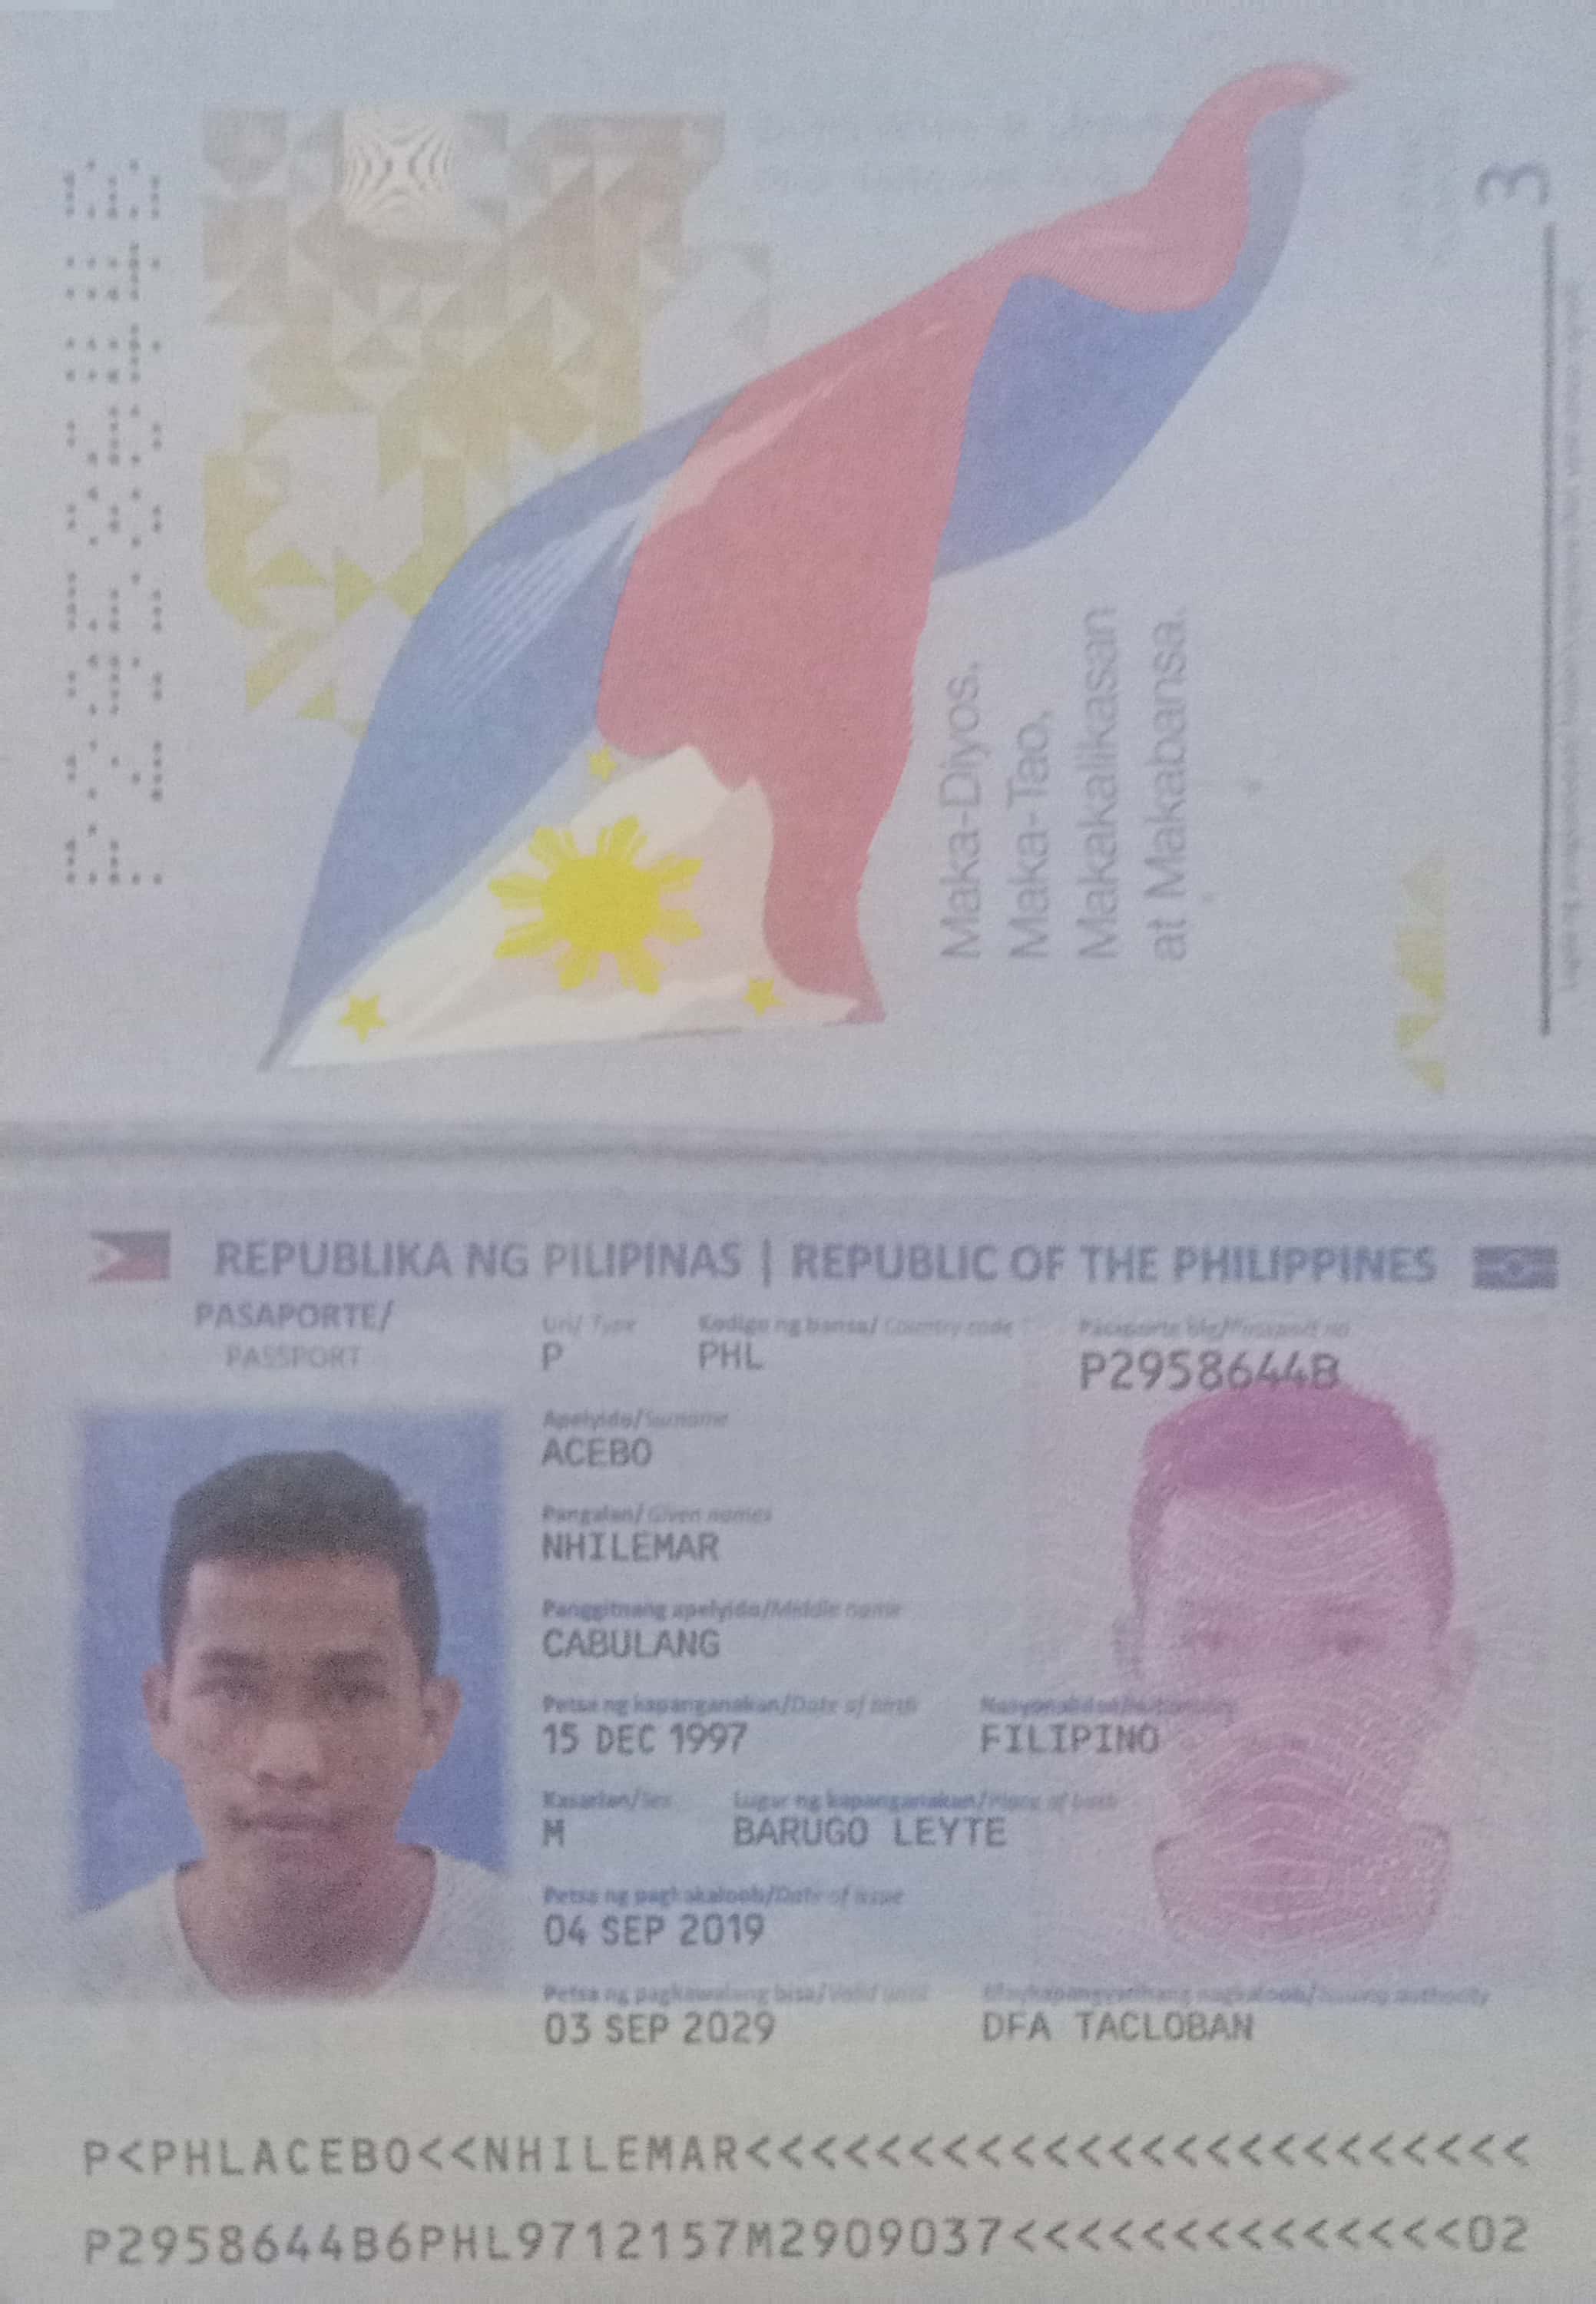 P2958644B
3
Maka-Diyos,
Maka-Tao,
Makakalikasan
at Makabansa.
REPUBLIKA NG PILIPINAS | REPUBLIC OF THE PHILIPPINES
PASAPORTE/
PASSPORT
Uri/ Type
P
Kodigo ng bansa/ Country code
PHL
Pasaporte blg/Passport no
P2958644B
Apelyido/Surname
ACEBO
Pangalan/Given names
NHILEMAR
Panggitnang apelyido/Middle name
CABULANG
Petsa ng kapanganakan/Date of birth
15 DEC 1997
FILIPINO
Kasarian/Sex
M
Lugar ng kapanganakan/Place of birth
BARUGO LEYTE
Petsa ng pagkakaloob/Date of issue
04 SEP 2019
Petsa ng pagkawalang bisa/Valid until
03 SEP 2029
Maykapangyarihang nagkaloob/Issuing authority
DFA TACLOBAN
P<PHLACEBO<<NHILEMAR<<<<<<<<<<<<<<<<<<<<<<<<
P2958644B6PHL9712157M2909037<<<<<<<<<<<<<<02